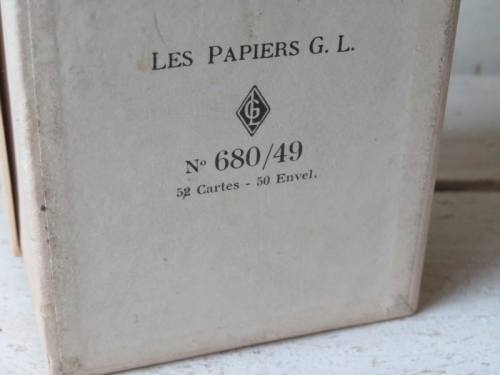 LES PAPIERS G. L.
GL
Nº 680/49
52 Cartes - 50 Envel.